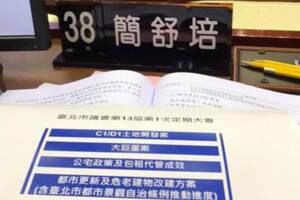 38 簡舒培
臺北市議會第13屆第1次定期大會
C1/D1土地開發案
大巨蛋案
公宅政策及包租代管成效
都市更新及危老建物改建方案
(含臺北市都市景觀自治條例推動進度)